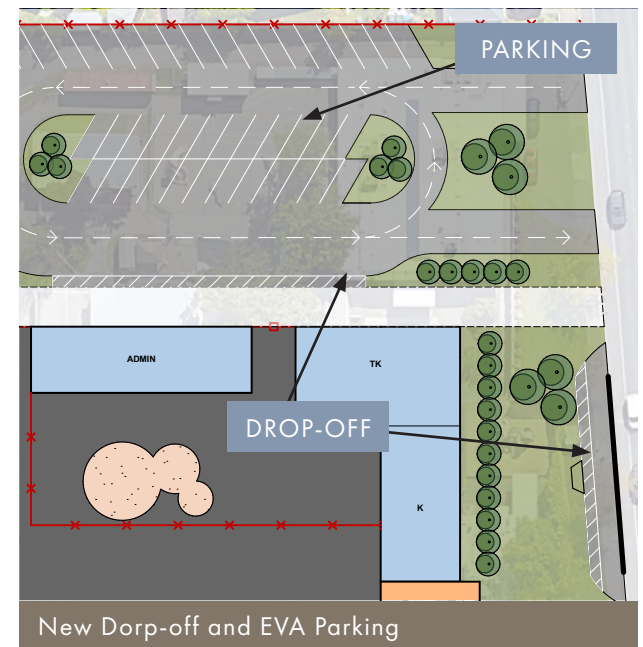 PARKING
ADMIN
TK
DROP-OFF
K
New Dorp-off and EVA Parking